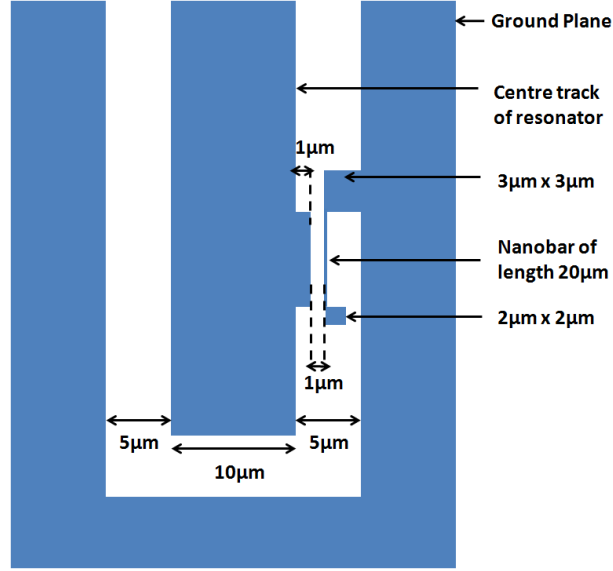 Ground Plane
Centre track
of resonator
1µm
3µm x 3µm
Nanobar of
length 20µm
2µm x 2µm
1µm
5µm
5µm
10µm